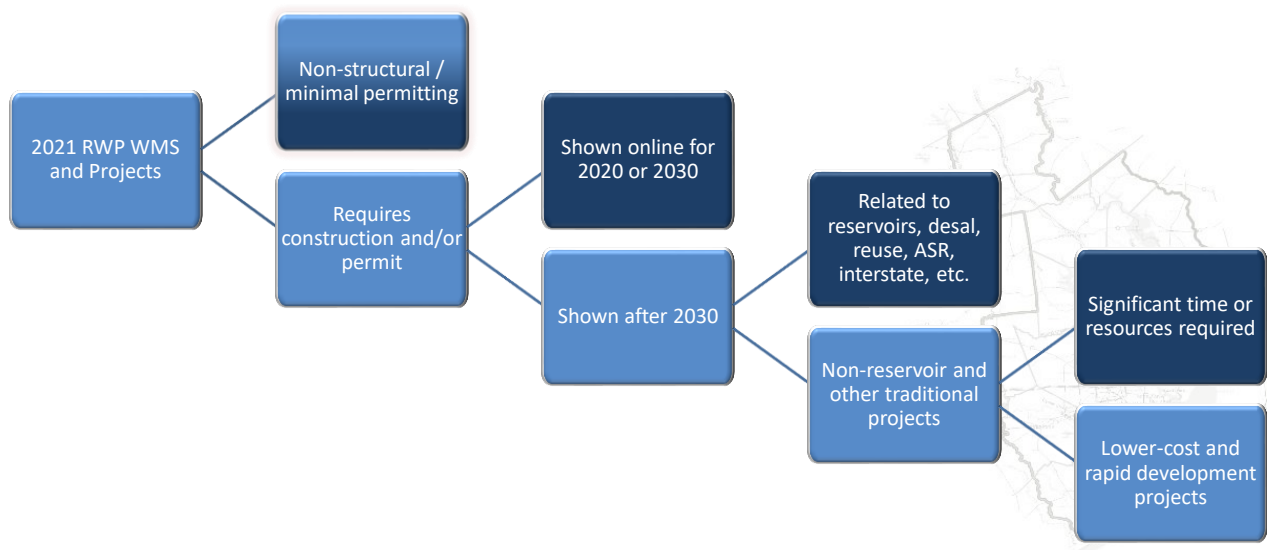 2021 RWP WMS
and Projects
Non-structural /
minimal permitting
Requires
construction and/or
permit
Shown online for
2020 or 2030
Shown after 2030
Related to
reservoirs, desal,
reuse, ASR,
interstate, etc.
Non-reservoir and
other traditional
projects
Significant time or
resources required
Lower-cost and
rapid development
projects